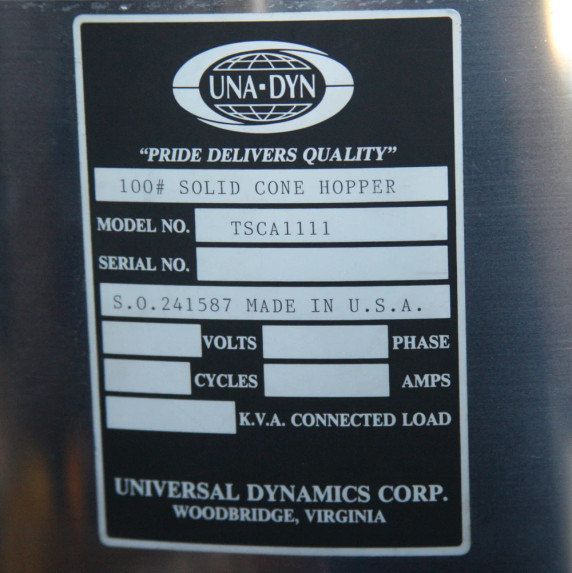 UNA-DYN
"PRIDE DELIVERS QUALITY"
100# SOLID CONE HOPPER
MODEL NO. TSCA1111
SERIAL NO.
S.O.241587 MADE IN U.S.A.
VOLTS PHASE
CYCLES AMPS
K.V.A. CONNECTED LOAD
UNIVERSAL DYNAMICS CORP.
WOODBRIDGE, VIRGINIA